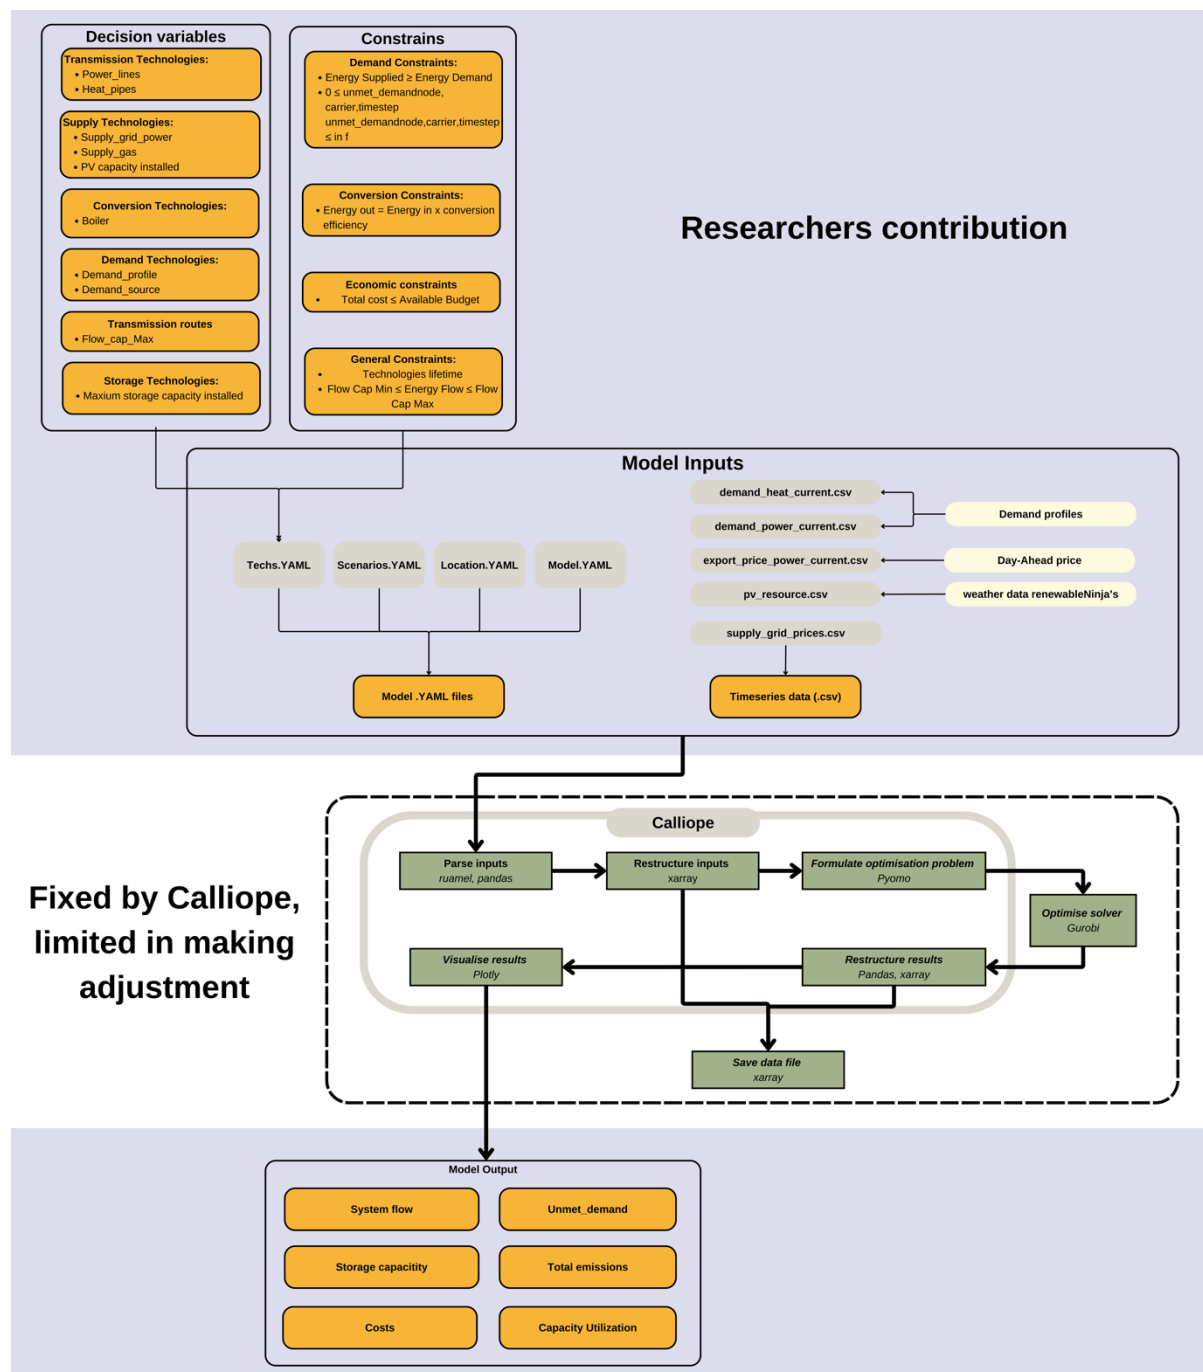 Decision variables
Transmission Technologies:
• Power_lines
• Heat_pipes
Supply Technologies:
• Supply_grid_power
• Supply_gas
• PV capacity installed
Conversion Technologies:
• Boiler
Demand Technologies:
• Demand_profile
• Demand_source
Transmission routes
• Flow_cap_Max
Storage Technologies:
• Maxium storage capacity installed
Constrains
Demand Constraints:
• Energy Supplied ≥ Energy Demand
• 0 ≤ unmet_demandnode,
carrier,timestep
unmet_demandnode,carrier,timestep
≤ in f
Conversion Constraints:
• Energy out = Energy in x conversion
efficiency
Economic constraints
• Total cost ≤ Available Budget
General Constraints:
• Technologies lifetime
• Flow Cap Min ≤ Energy Flow ≤ Flow
Cap Max
Researchers contribution
Model Inputs
Techs.YAML
Scenarios.YAML
Location.YAML
Model.YAML
Model .YAML files
demand_heat_current.csv
demand_power_current.csv
Demand profiles
export_price_power_current.csv
Day-Ahead price
pv_resource.csv
weather data renewableNinja's
supply_grid_prices.csv
Timeseries data (.csv)
Fixed by Calliope,
limited in making
adjustment
Calliope
Parse inputs
ruamel, pandas
Restructure inputs
xarray
Formulate optimisation problem
Pyomo
Optimise solver
Gurobi
Visualise results
Plotly
Restructure results
Pandas, xarray
Save data file
xarray
Model Output
System flow
Unmet_demand
Storage capacitity
Total emissions
Costs
Capacity Utilization